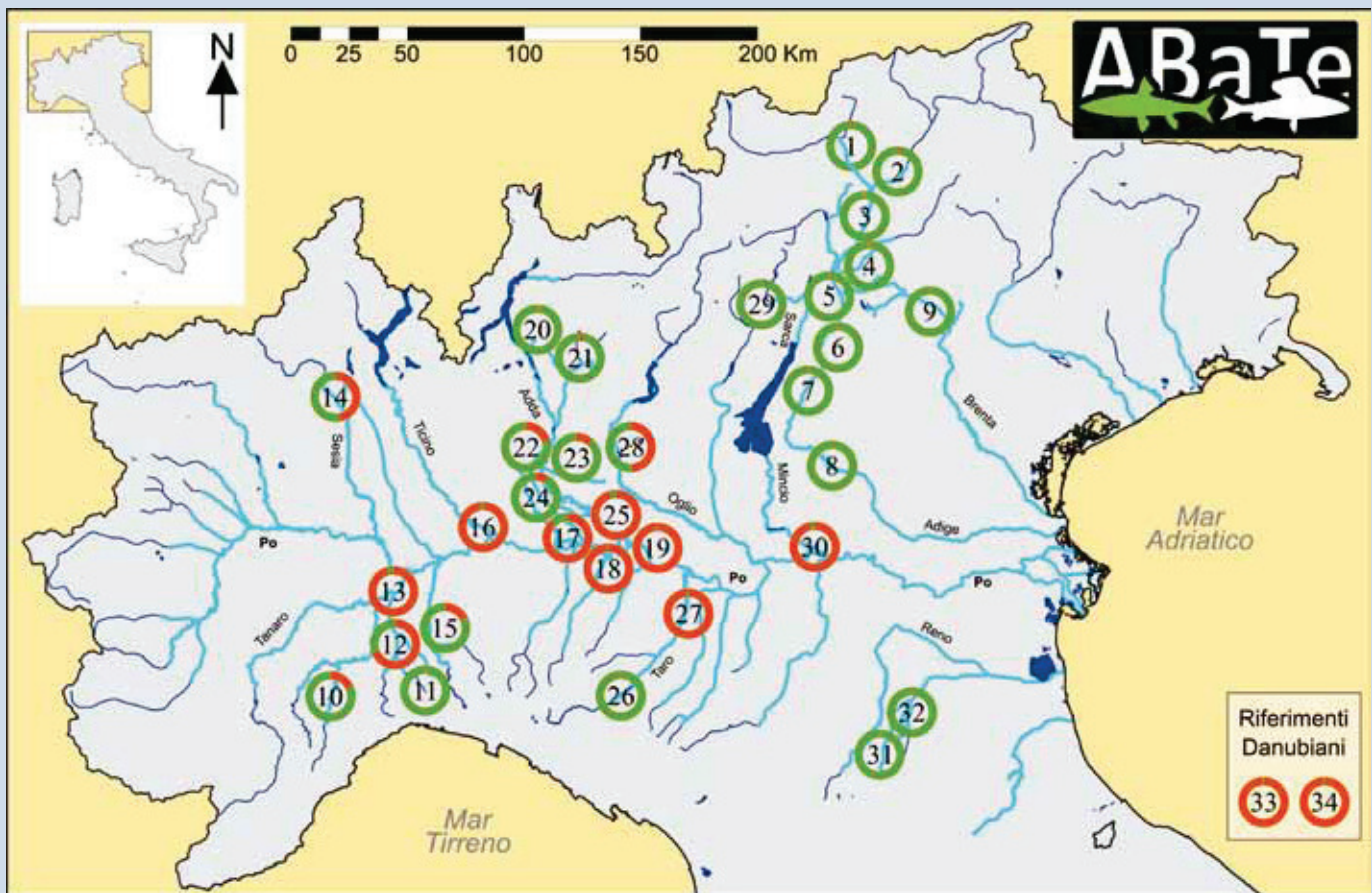 N
0 25 50 100 150 200 Km
ABaTe
1
2
3
4
5
29
9
6
7
20
21
Sarca
Adda
14
Sesia
Ticino
22
23
28
8
Mincio
Brenta
24
Oglio
25
16
17
19
18
30
Adige
Mar
Adriatico
Po
Po
Po
13
Tanaro
12
15
27
Taro
Reno
10
11
26
32
31
Riferimenti
Danubiani
33 34
Mar
Tirreno